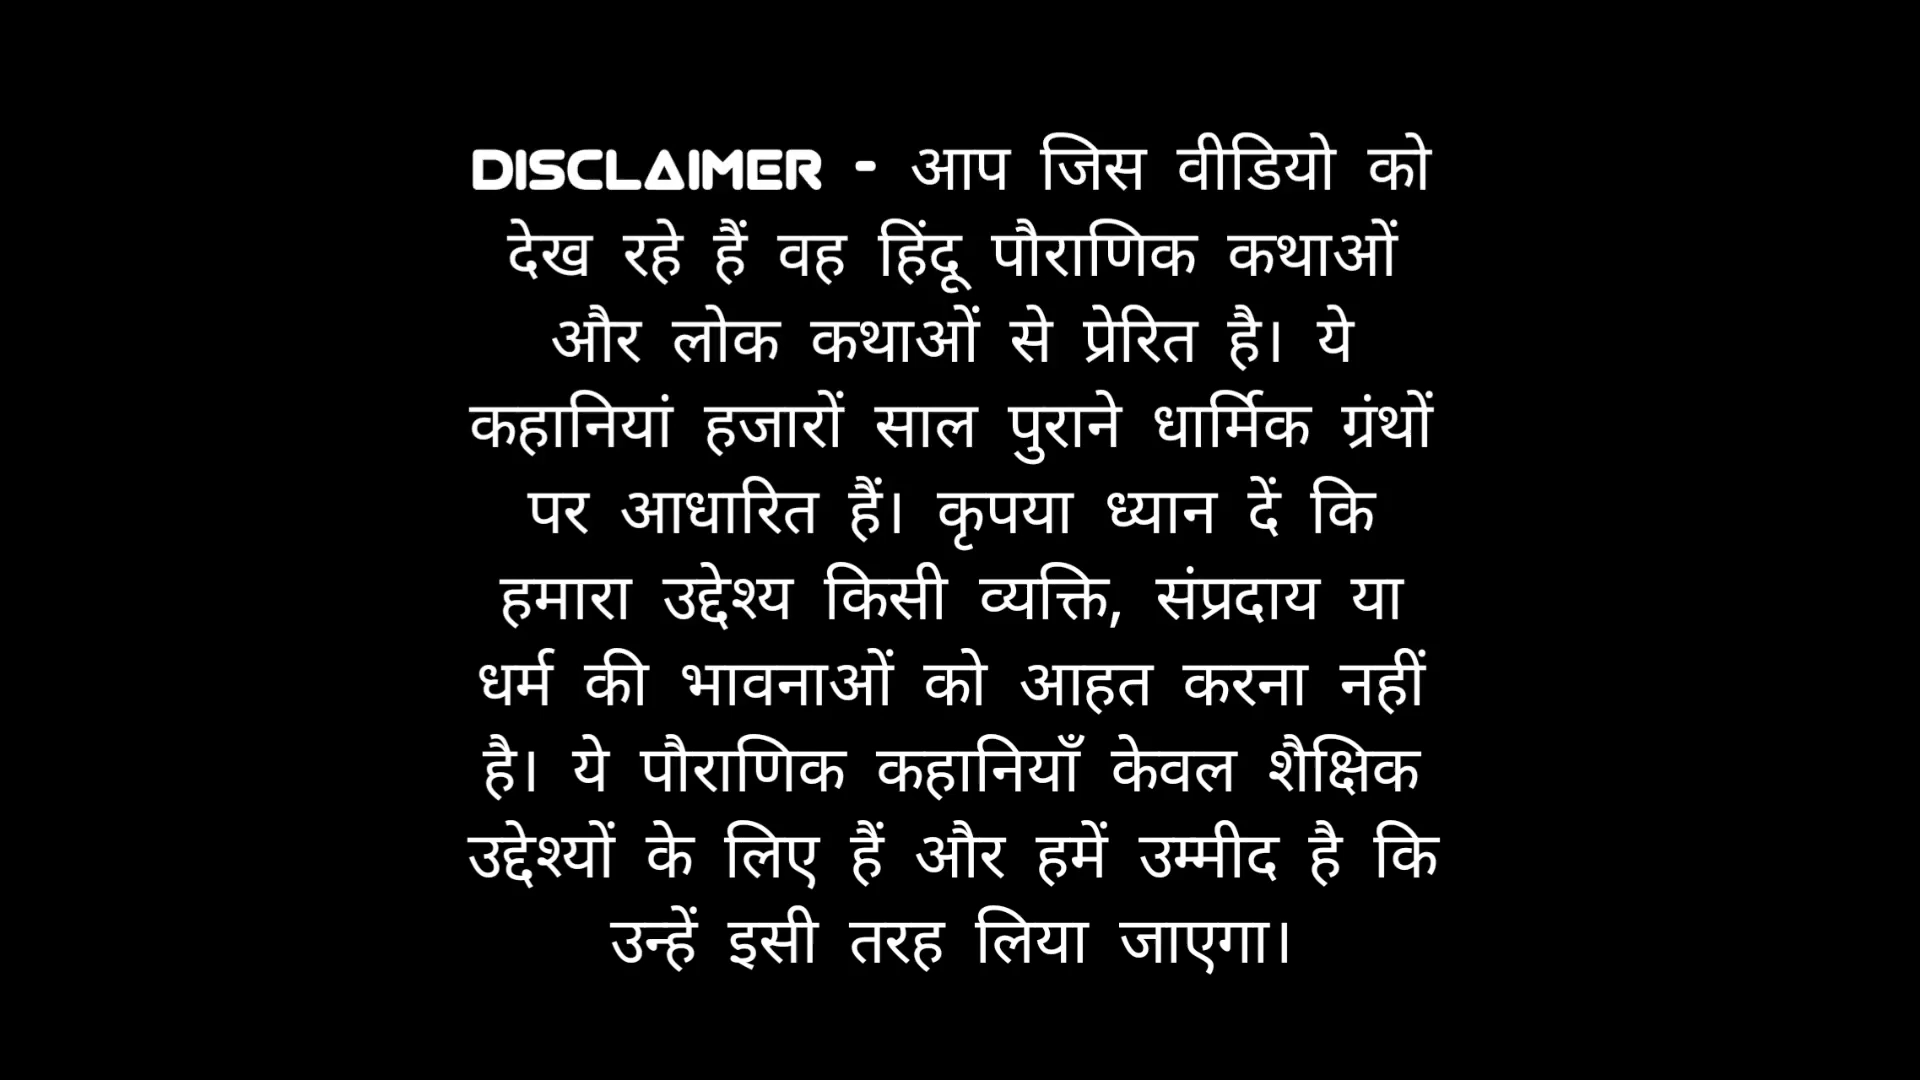 DISCLAIMER - आप जिस वीडियो को
देख रहे हैं वह हिंदू पौराणिक कथाओं
और लोक कथाओं से प्रेरित है। ये
कहानियां हजारों साल पुराने धार्मिक ग्रंथों
पर आधारित हैं। कृपया ध्यान दें कि
हमारा उद्देश्य किसी व्यक्ति, संप्रदाय या
धर्म की भावनाओं को आहत करना नहीं
है। ये पौराणिक कहानियाँ केवल शैक्षिक
उद्देश्यों के लिए हैं और हमें उम्मीद है कि
उन्हें इसी तरह लिया जाएगा।